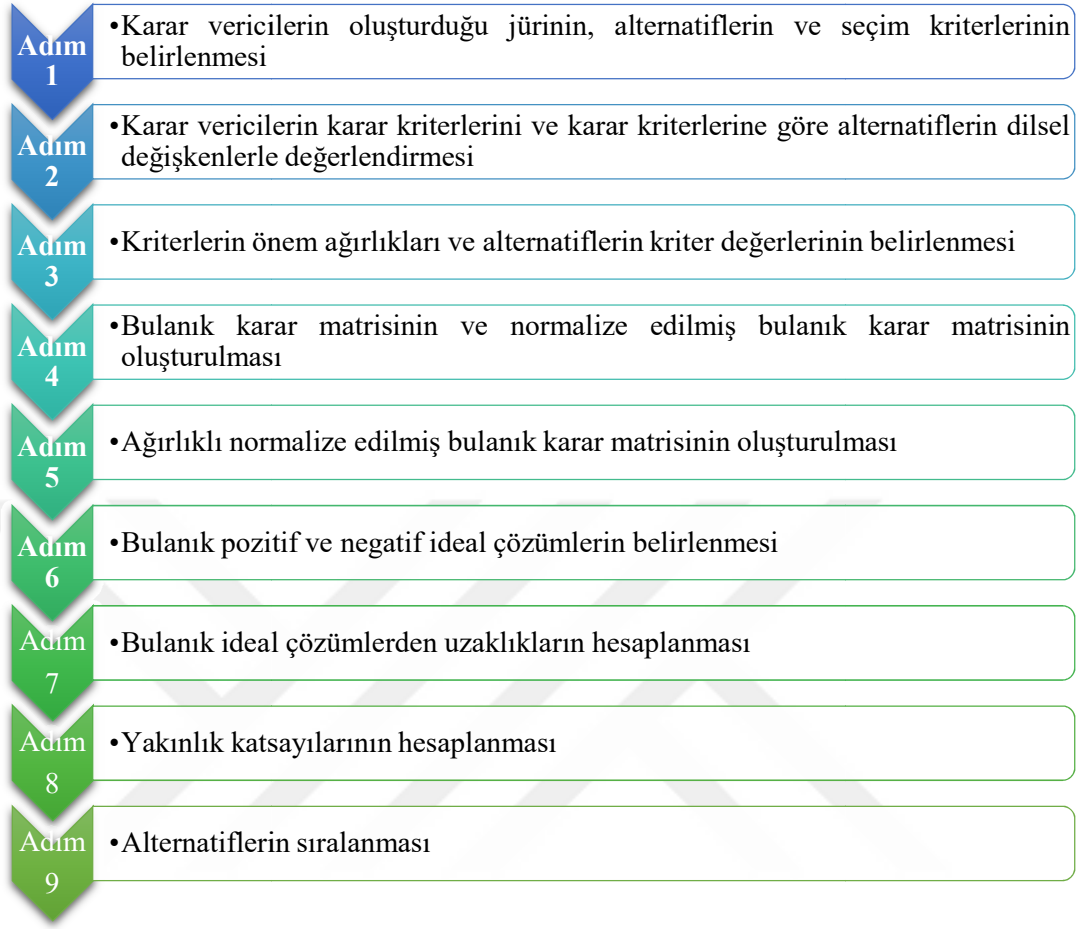 Adım
1
•Karar vericilerin oluşturduğu jürinin, alternatiflerin ve seçim kriterlerinin
belirlenmesi
Adım
2
•Karar vericilerin karar kriterlerini ve karar kriterlerine göre alternatiflerin dilsel
değişkenlerle değerlendirmesi
Adım
3
•Kriterlerin önem ağırlıkları ve alternatiflerin kriter değerlerinin belirlenmesi
Adım
4
•Bulanık karar matrisinin ve normalize edilmiş bulanık karar matrisinin
oluşturulması
Adım
5
•Ağırlıklı normalize edilmiş bulanık karar matrisinin oluşturulması
Adım
6
•Bulanık pozitif ve negatif ideal çözümlerin belirlenmesi
Adım
7
•Bulanık ideal çözümlerden uzaklıkların hesaplanması
Adım
8
•Yakınlık katsayılarının hesaplanması
Adım
9
•Alternatiflerin sıralanması